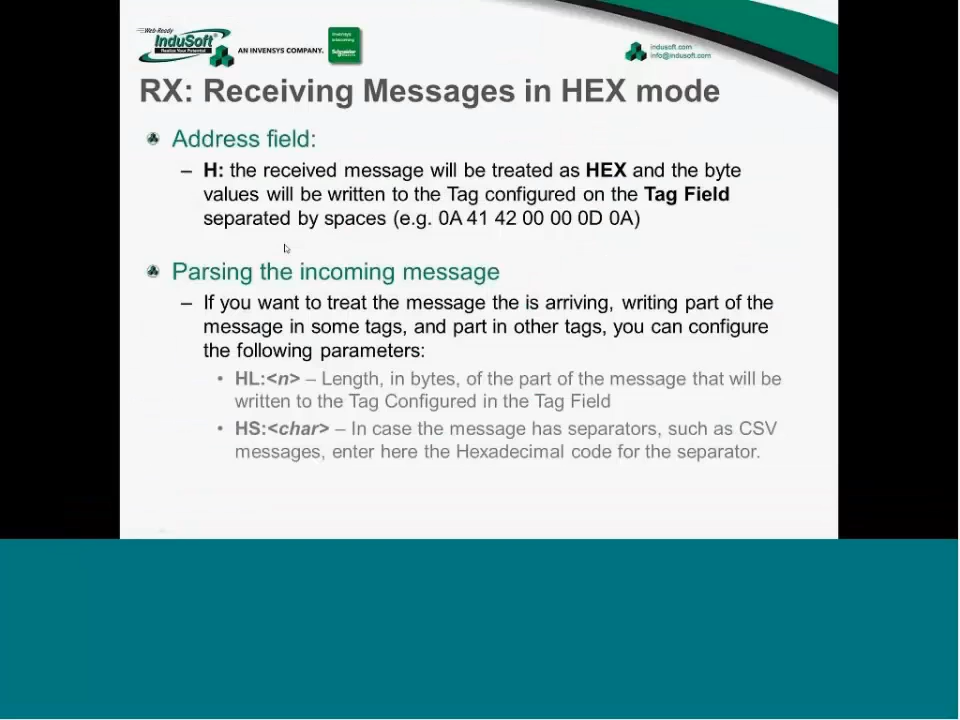 Web-Ready
InduSoft
AN INVENSYS COMPANY.
indusoft.com
info@indusoft.com
RX: Receiving Messages in HEX mode
Address field:
– H: the received message will be treated as HEX and the byte
values will be written to the Tag configured on the
Tag Field
separated by spaces (e.g. 0A 41 42 00 00 0D 0A)
Parsing the incoming message
– If you want to treat the message the is arriving, writing part of the
message in some tags, and part in other tags, you can configure
the following parameters:
• HL:<n> – Length, in bytes, of the part of the message that will be
written to the Tag Configured in the Tag Field
• HS:<char> – In case the message has separators, such as CSV
messages, enter here the Hexadecimal code for the separator.